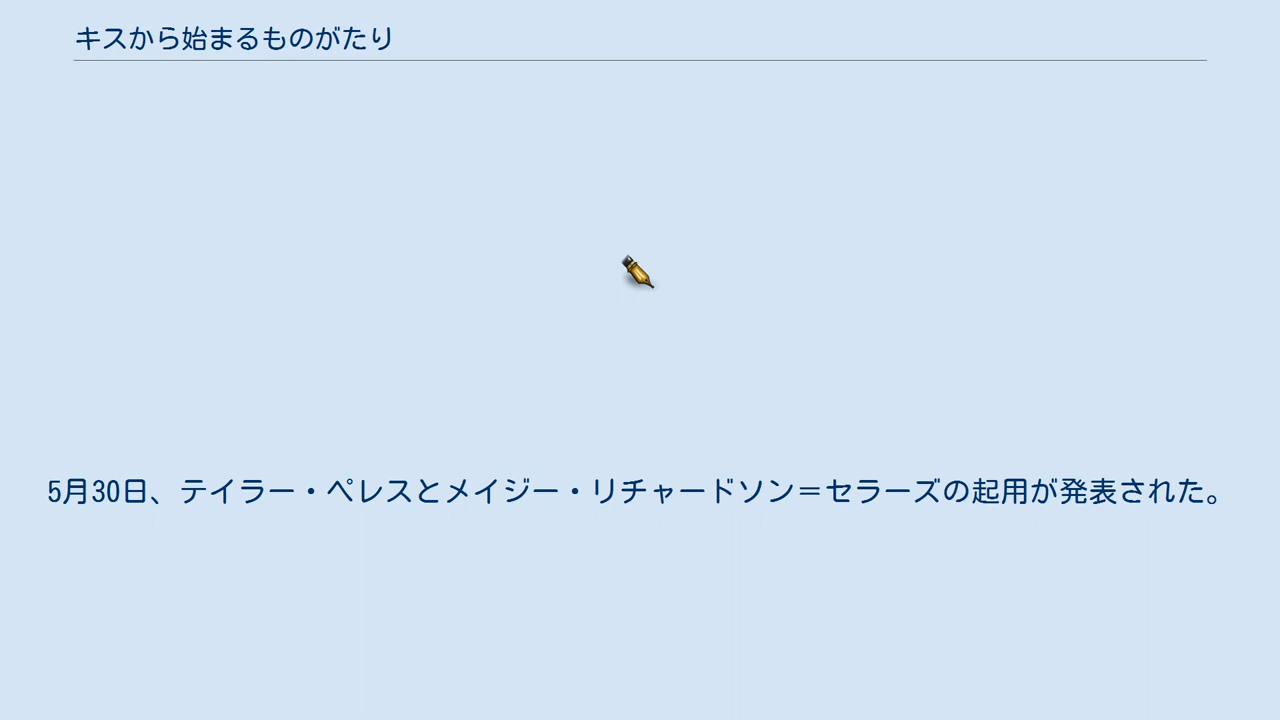 キスから始まるものがたり
5月30日、テイラー・ペレスとメイジー・リチャードソン＝セラーズの起用が発表された。